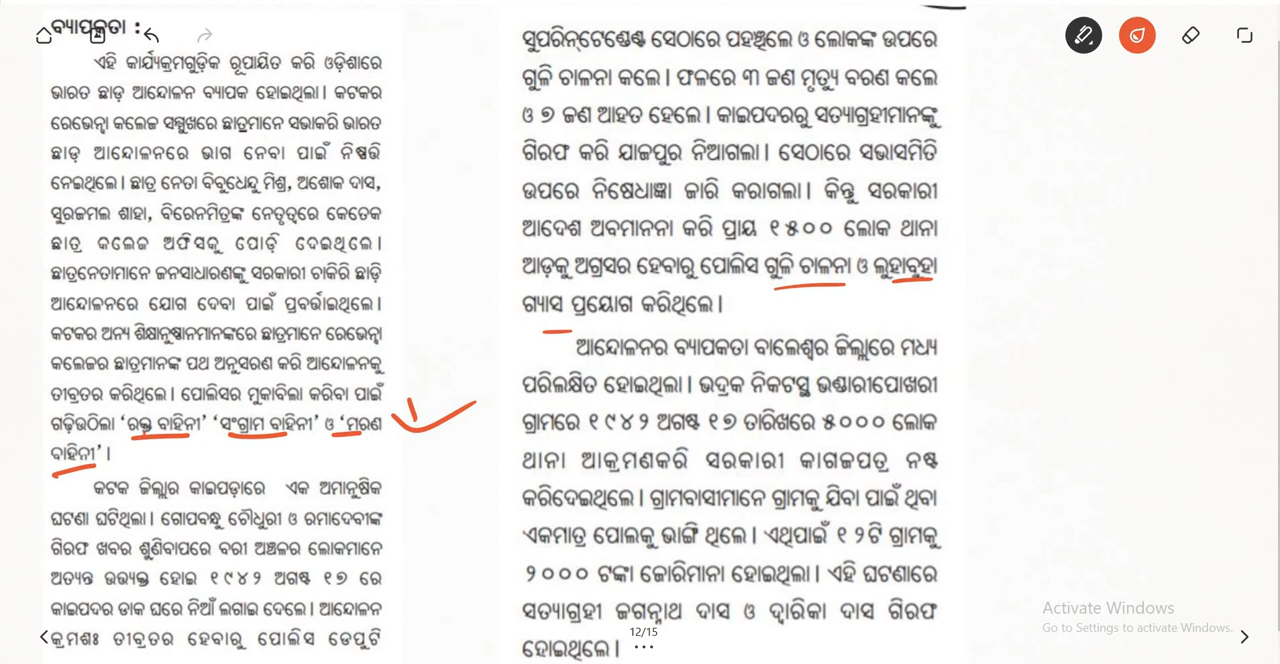 ବ୍ୟାପକତା :
ଏହି କାର୍ଯ୍ୟକ୍ରମଗୁଡ଼ିକ ରୂପାୟିତ କରି ଓଡ଼ିଶାରେ
ଭାରତ ଛାଡ଼ ଆନ୍ଦୋଳନ ବ୍ୟାପକ ହୋଇଥିଲା । କଟକର
ରେଭେନ୍ସା କଲେଜ ସମ୍ମୁଖରେ ଛାତ୍ରମାନେ ସଭାକରି ଭାରତ
ଛାଡ଼ ଆନ୍ଦୋଳନରେ ଭାଗ ନେବା ପାଇଁ ନିଷ୍ପତ୍ତି
ନେଇଥିଲେ । ଛାତ୍ର ନେତା ବିବୁଧେନ୍ଦୁ ମିଶ୍ର, ଅଶୋକ ଦାସ,
ସୁରଜମଲ ଶାହା, ବିରେନମିତ୍ରଙ୍କ ନେତୃତ୍ୱରେ କେତେକ
ଛାତ୍ର କଲେଜ ଅଫିସକୁ ପୋଡ଼ି ଦେଇଥିଲେ ।
ଛାତ୍ରନେତାମାନେ ଜନସାଧାରଣଙ୍କୁ ସରକାରୀ ଚାକିରି ଛାଡ଼ି
ଆନ୍ଦୋଳନରେ ଯୋଗ ଦେବା ପାଇଁ ପ୍ରବର୍ତ୍ତାଇଥିଲେ ।
କଟକର ଅନ୍ୟ ଶିକ୍ଷାନୁଷ୍ଠାନମାନଙ୍କରେ ଛାତ୍ରମାନେ ରେଭେନ୍ସା
କଲେଜର ଛାତ୍ରମାନଙ୍କ ପଥ ଅନୁସରଣ କରି ଆନ୍ଦୋଳନକୁ
ତୀବ୍ରତର କରିଥିଲେ । ପୋଲିସର ମୁକାବିଲା କରିବା ପାଇଁ
ଗଢ଼ିଉଠିଲା ‘ରକ୍ତ ବାହିନୀ’ ‘ସଂଗ୍ରାମ ବାହିନୀ’ ଓ ‘ମରଣ
ବାହିନୀ’ ।
କଟକ ଜିଲ୍ଲାର କାଇପଡ଼ାରେ ଏକ ଅମାନୁଷିକ
ଘଟଣା ଘଟିଥିଲା । ଗୋପବନ୍ଧୁ ଚୌଧୁରୀ ଓ ରମାଦେବୀଙ୍କ
ଗିରଫ ଖବର ଶୁଣିବାପରେ ବରୀ ଅଞ୍ଚଳର ଲୋକମାନେ
ଅତ୍ୟନ୍ତ ଉତ୍ୟକ୍ତ ହୋଇ ୧୯୪୨ ଅଗଷ୍ଟ ୧୭ ରେ
କାଇପଦର ଡାକ ଘରେ ନିଆଁ ଲଗାଇ ଦେଲେ । ଆନ୍ଦୋଳନ
କ୍ରମଶଃ ତୀବ୍ରତର ହେବାରୁ ପୋଲିସ ଡେପୁଟି
ସୁପରିନ୍‌ଟେଣ୍ଡେଣ୍ଟ ସେଠାରେ ପହଞ୍ଚିଲେ ଓ ଲୋକଙ୍କ ଉପରେ
ଗୁଳି ଚାଳନା କଲେ । ଫଳରେ ୩ ଜଣ ମୃତ୍ୟୁ ବରଣ କଲେ
ଓ ୭ ଜଣ ଆହତ ହେଲେ । କାଇପଦରରୁ ସତ୍ୟାଗ୍ରହୀମାନଙ୍କୁ
ଗିରଫ କରି ଯାଜପୁର ନିଆଗଲା । ସେଠାରେ ସଭାସମିତି
ଉପରେ ନିଷେଧାଜ୍ଞା ଜାରି କରାଗଲା । କିନ୍ତୁ ସରକାରୀ
ଆଦେଶ ଅବମାନନା କରି ପ୍ରାୟ ୧୫୦୦ ଲୋକ ଥାନା
ଆଡ଼କୁ ଅଗ୍ରସର ହେବାରୁ ପୋଲିସ ଗୁଳି ଚାଳନା ଓ ଲୁହାବୁହା
ଗ୍ୟାସ ପ୍ରୟୋଗ କରିଥିଲେ ।
ଆନ୍ଦୋଳନର ବ୍ୟାପକତା ବାଲେଶ୍ୱର ଜିଲ୍ଲାରେ ମଧ୍ୟ
ପରିଲକ୍ଷିତ ହୋଇଥିଲା । ଭଦ୍ରକ ନିକଟସ୍ଥ ଭଣ୍ଡାରୀପୋଖରୀ
ଗ୍ରାମରେ ୧୯୪୨ ଅଗଷ୍ଟ ୧୭ ତାରିଖରେ ୫୦୦୦ ଲୋକ
ଥାନା ଆକ୍ରମଣକରି ସରକାରୀ କାଗଜପତ୍ର ନଷ୍ଟ
କରିଦେଇଥିଲେ । ଗ୍ରାମବାସୀମାନେ ଗ୍ରାମକୁ ଯିବା ପାଇଁ ଥିବା
ଏକମାତ୍ର ପୋଲକୁ ଭାଙ୍ଗି ଥିଲେ । ଏଥିପାଇଁ ୧୨ଟି ଗ୍ରାମକୁ
୨୦୦୦ ଟଙ୍କା ଜୋରିମାନା ହୋଇଥିଲା । ଏହି ଘଟଣାରେ
ସତ୍ୟାଗ୍ରହୀ ଜଗନ୍ନାଥ ଦାସ ଓ ଦ୍ୱାରିକା ଦାସ ଗିରଫ
ହୋଇଥିଲେ ।
12/15
Activate Windows
Go to Settings to activate Windows.